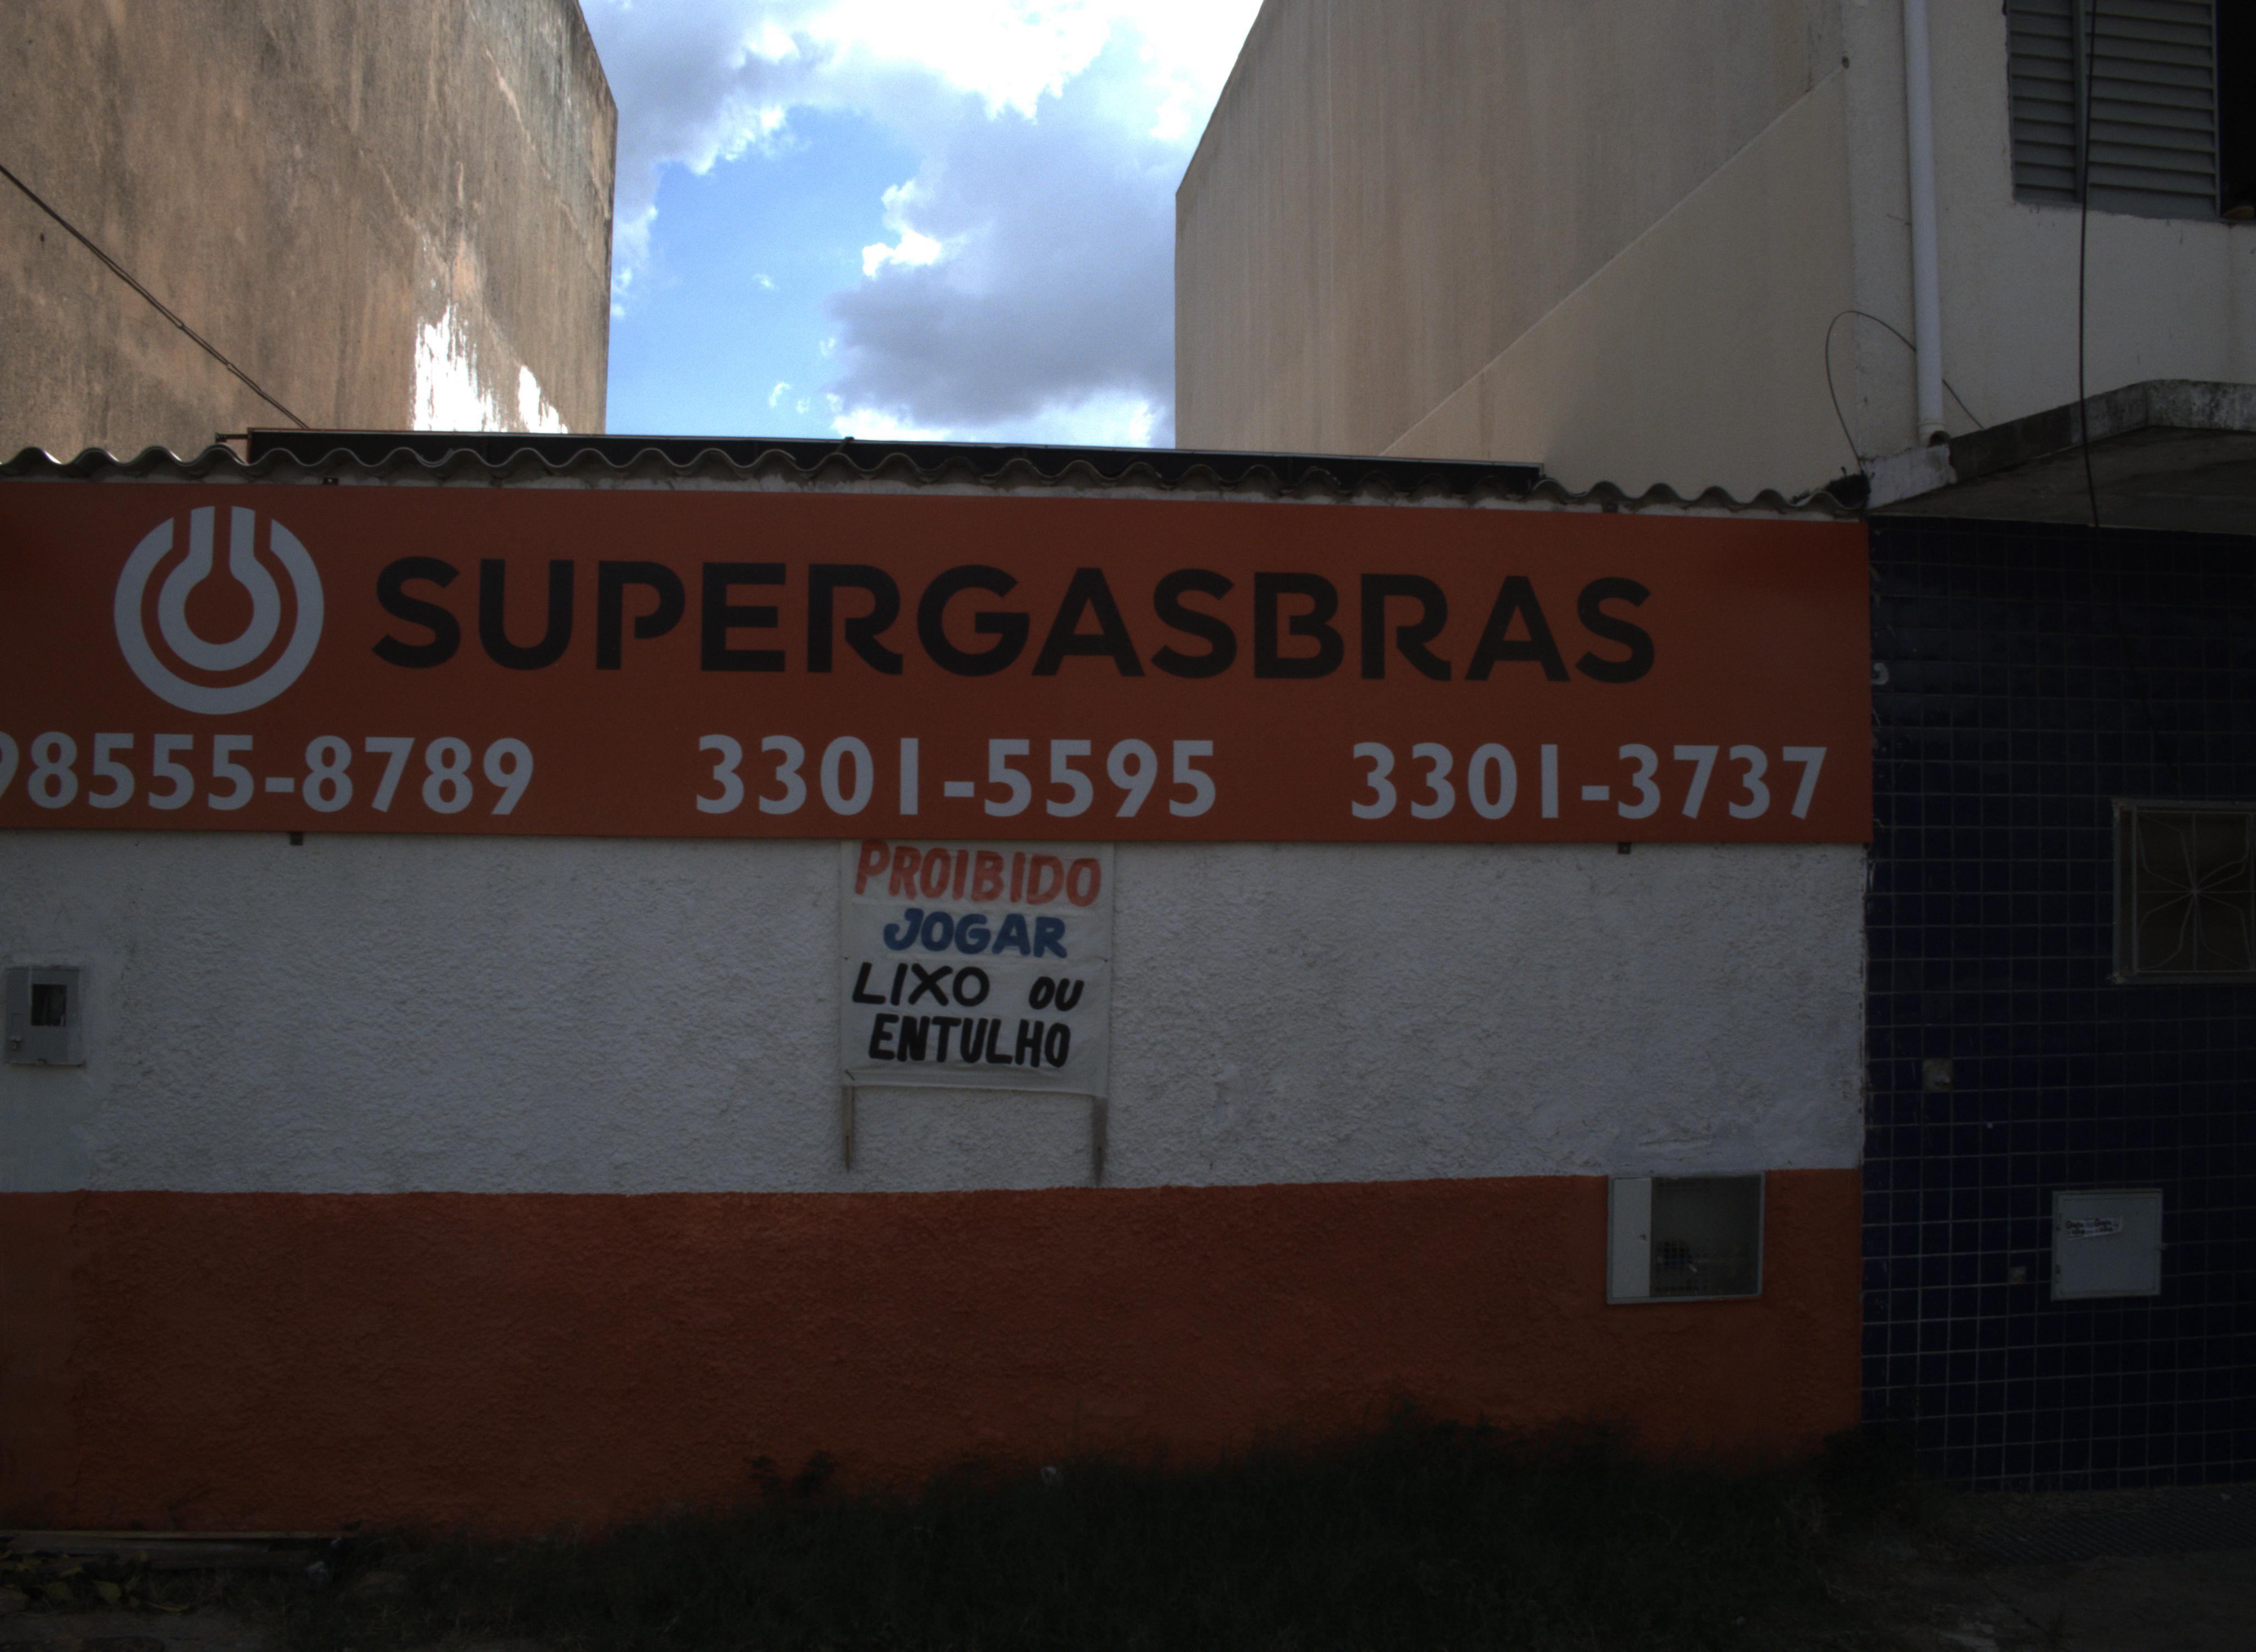 SUPERGASBRAS
98555-8789 3301-5595 3301-3737
PROIBIDO
JOGAR
LIXO OU
ENTULHO